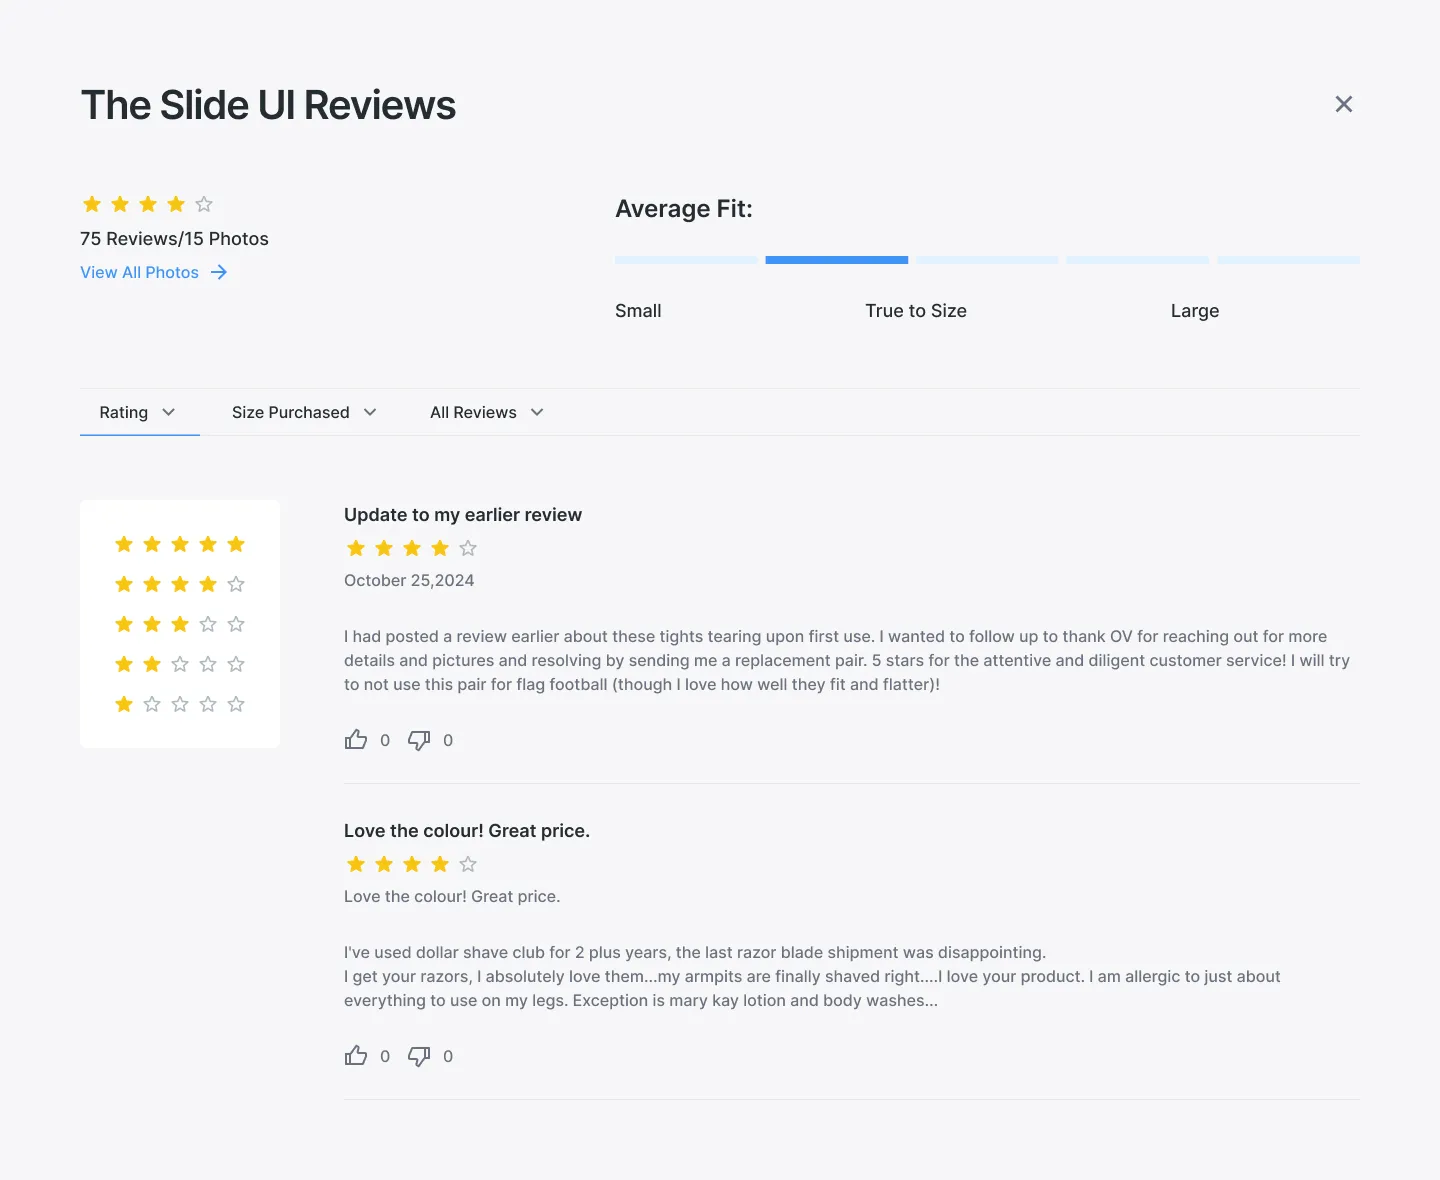 The Slide UI Reviews
75 Reviews/15 Photos
View All Photos
Average Fit:
Small
True to Size
Large
Rating
Size Purchased
All Reviews
Update to my earlier review
October 25,2024
I had posted a review earlier about these tights tearing upon first use. I wanted to follow up to thank OV for reaching out for more
details and pictures and resolving by sending me a replacement pair. 5 stars for the attentive and diligent customer service! I will try
to not use this pair for flag football (though I love how well they fit and flatter)!
0
0
Love the colour! Great price.
Love the colour! Great price.
I've used dollar shave club for 2 plus years, the last razor blade shipment was disappointing.
I get your razors, I absolutely love them...my armpits are finally shaved right....I love your product. I am allergic to just about
everything to use on my legs. Exception is mary kay lotion and body washes...
0
0